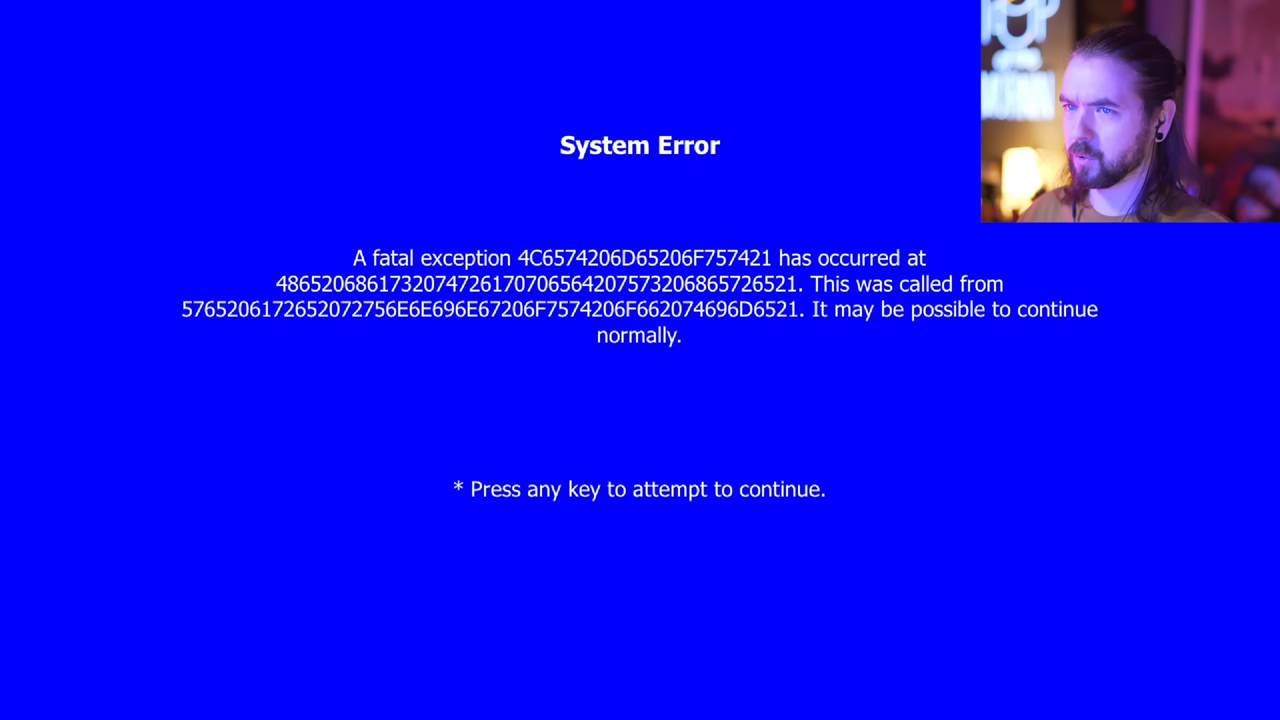 System Error
A fatal exception 4C6574206D65206F757421 has occurred at
4865206861732074726170706564207573206865726521. This was called from
5765206172652072756E6E696E67206F7574206F662074696D6521. It may be possible to continue
normally.
* Press any key to attempt to continue.